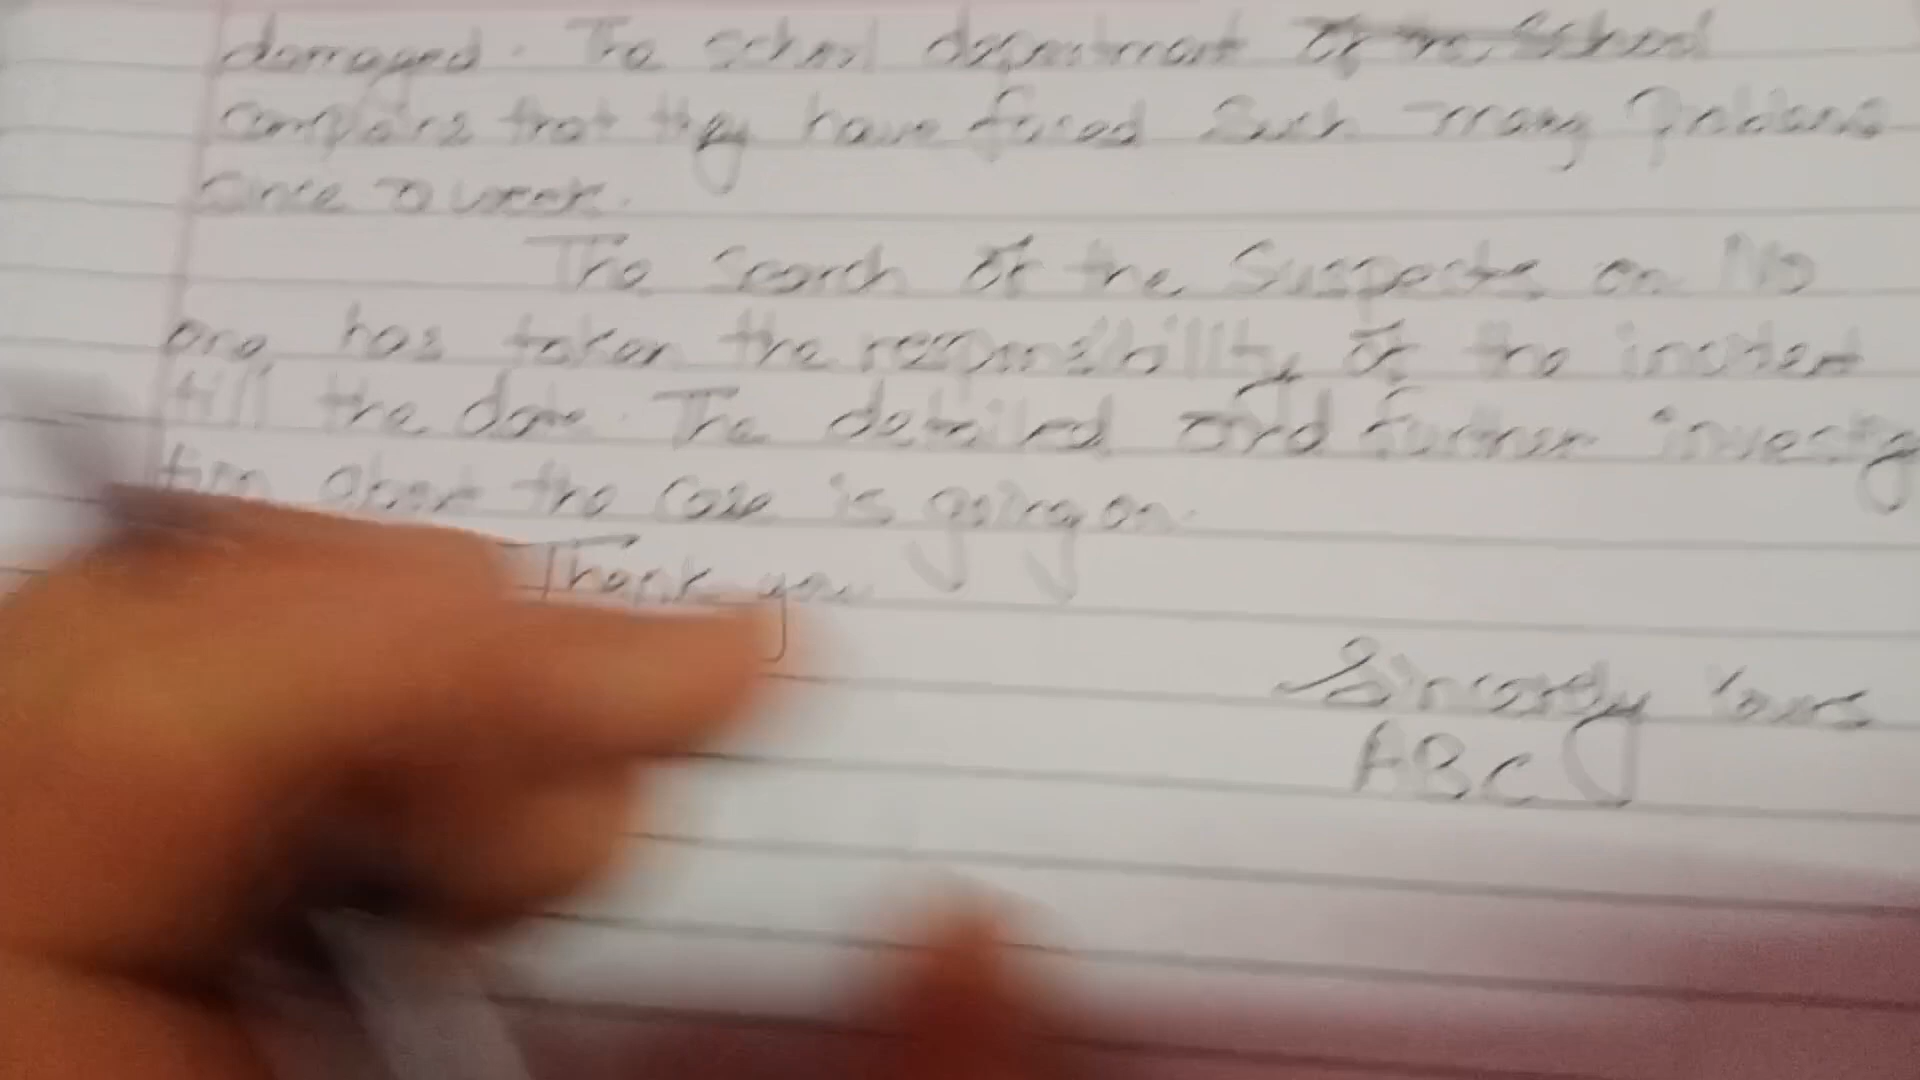 damaged. The school department of the School
complains that they have faced such many problems
since a week.
The search of the suspects on No
one has taken the responsibility of the incident
till the date. The detailed and further investiga
tion about the case is going on.
Thank you
Sincerely Yours
ABC